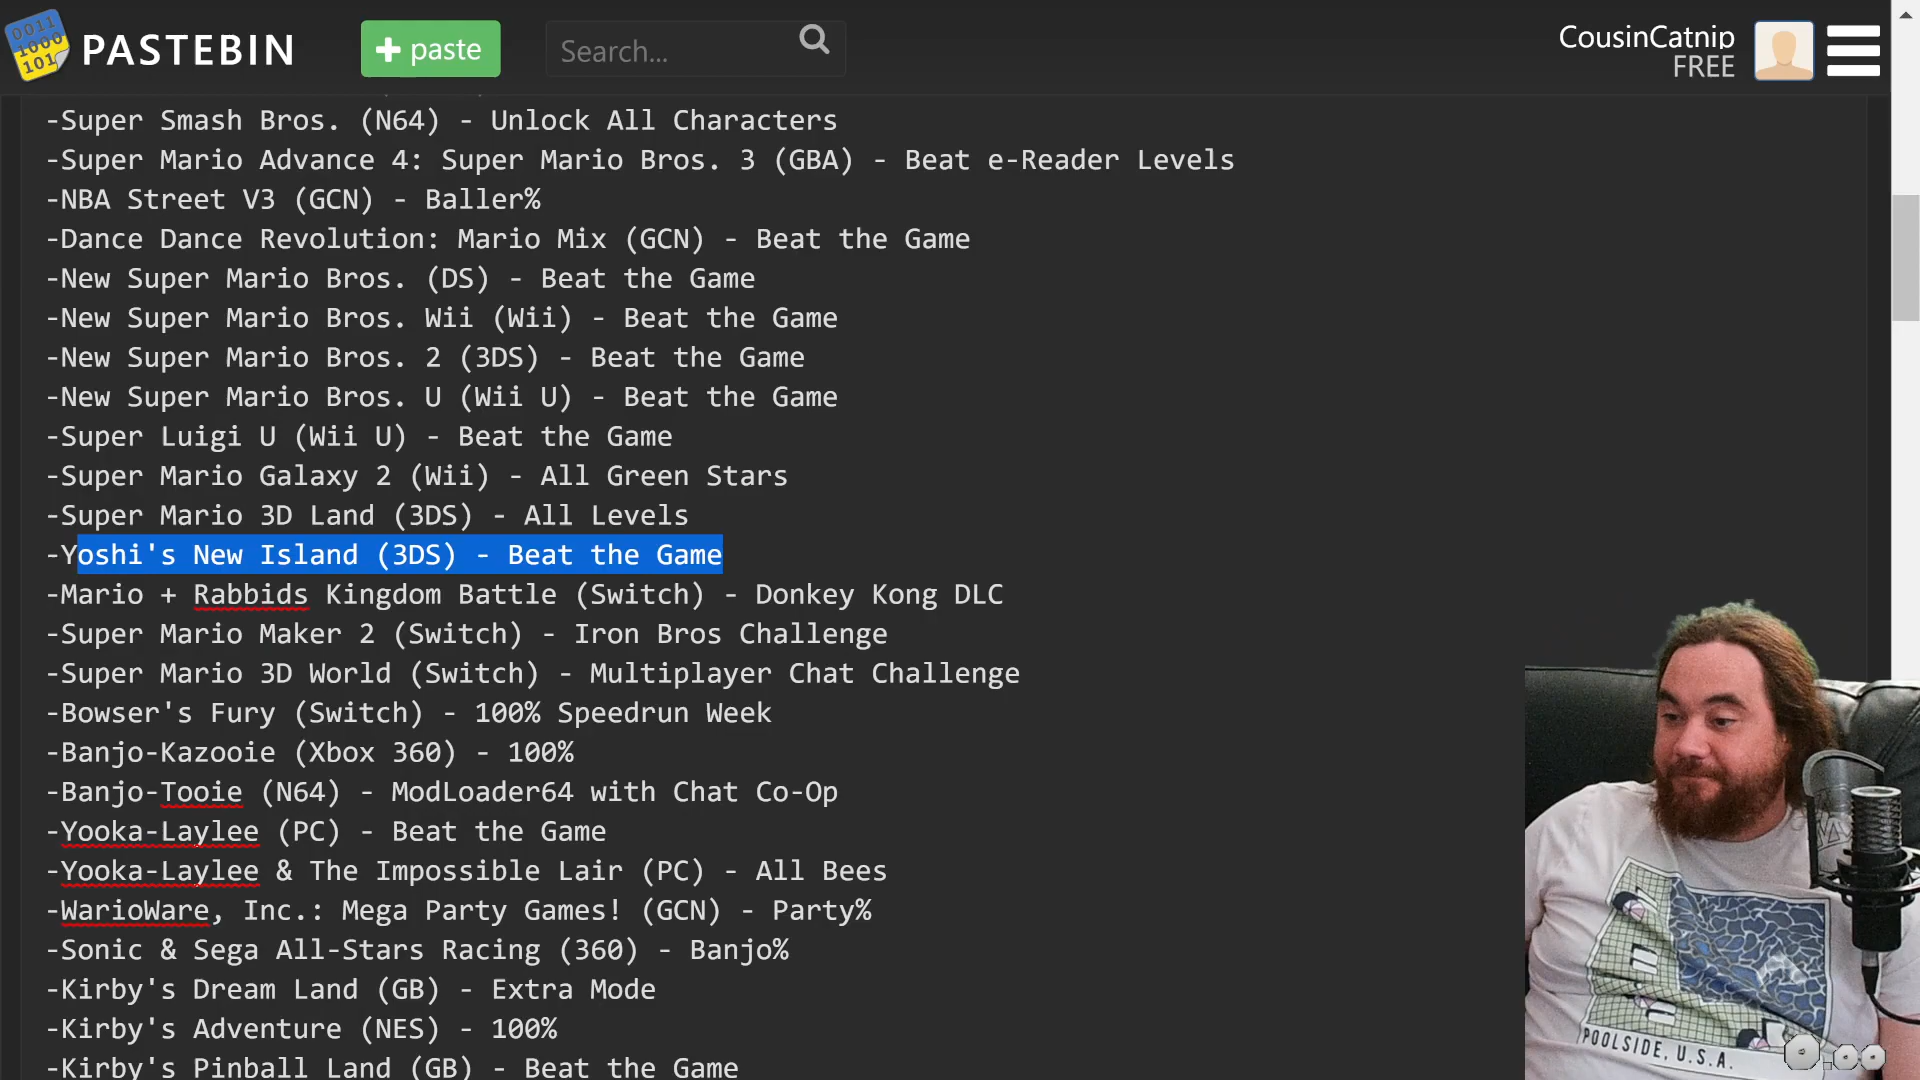 0011
1000
101
PASTEBIN
+ paste
Search...
CousinCatnip
FREE
-Super Smash Bros. (N64) - Unlock All Characters
-Super Mario Advance 4: Super Mario Bros. 3 (GBA) - Beat e-Reader Levels
-NBA Street V3 (GCN) - Baller%
-Dance Dance Revolution: Mario Mix (GCN) - Beat the Game
-New Super Mario Bros. (DS) - Beat the Game
-New Super Mario Bros. Wii (Wii) - Beat the Game
-New Super Mario Bros. 2 (3DS) - Beat the Game
-New Super Mario Bros. U (Wii U) - Beat the Game
-Super Luigi U (Wii U) - Beat the Game
-Super Mario Galaxy 2 (Wii) - All Green Stars
-Super Mario 3D Land (3DS) - All Levels
-Yoshi's New Island (3DS) - Beat the Game
-Mario + Rabbids Kingdom Battle (Switch) - Donkey Kong DLC
-Super Mario Maker 2 (Switch) - Iron Bros Challenge
-Super Mario 3D World (Switch) - Multiplayer Chat Challenge
-Bowser's Fury (Switch) - 100% Speedrun Week
-Banjo-Kazooie (Xbox 360) - 100%
-Banjo-Tooie (N64) - ModLoader64 with Chat Co-Op
-Yooka-Laylee (PC) - Beat the Game
-Yooka-Laylee & The Impossible Lair (PC) - All Bees
-WarioWare, Inc.: Mega Party Games! (GCN) - Party%
-Sonic & Sega All-Stars Racing (360) - Banjo%
-Kirby's Dream Land (GB) - Extra Mode
-Kirby's Adventure (NES) - 100%
-Kirby's Pinball Land (GB) - Beat the Game
POOLSIDE, U.S.A.
0.00